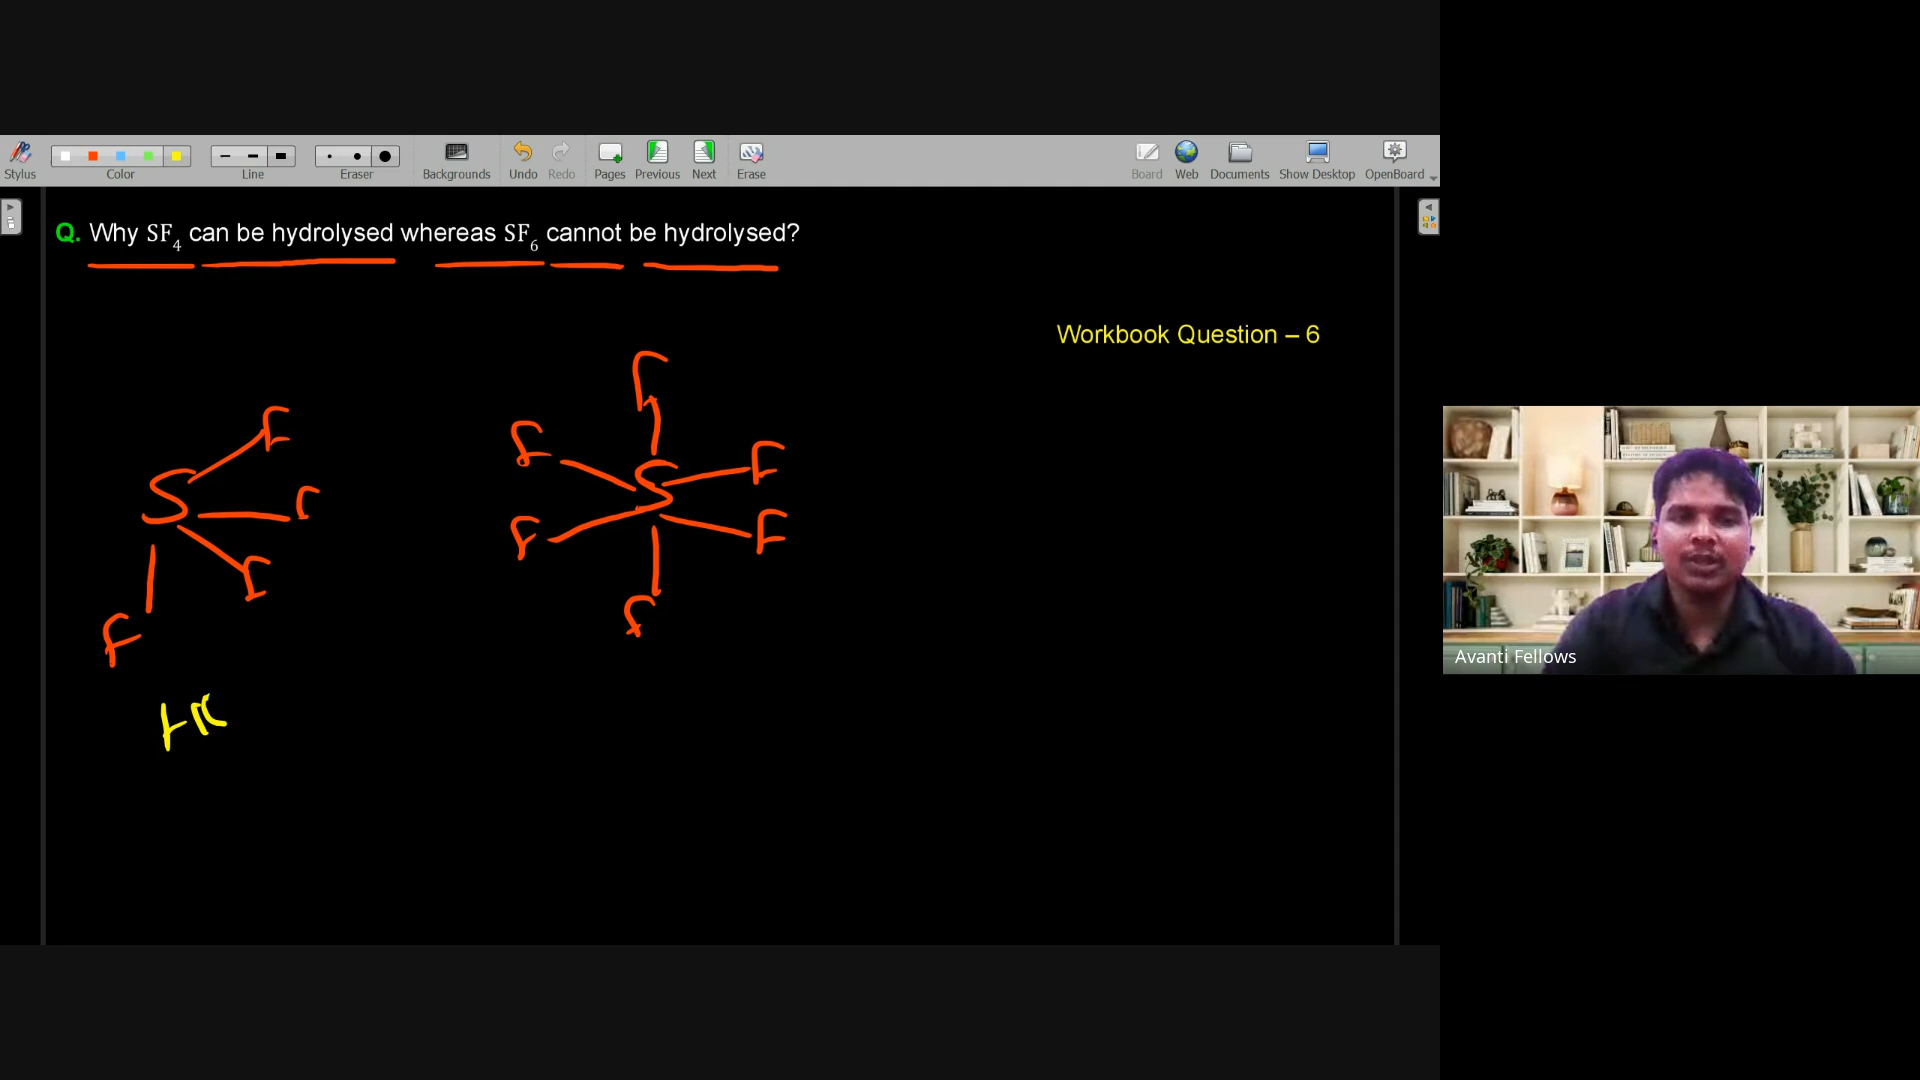 Stylus Color Line Eraser Backgrounds Undo Redo Pages Previous Next Erase Board Web Documents Show Desktop OpenBoard
Q. Why SF₄ can be hydrolysed whereas SF₆ cannot be hydrolysed?
Workbook Question – 6
F
F F
F
S F
S
F
F F
F
F
Avanti Fellows